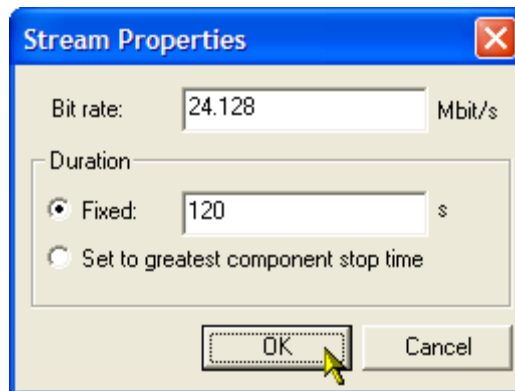 Stream Properties
Bit rate: 24.128 Mbit/s
Duration
Fixed: 120 s
Set to greatest component stop time
OK Cancel